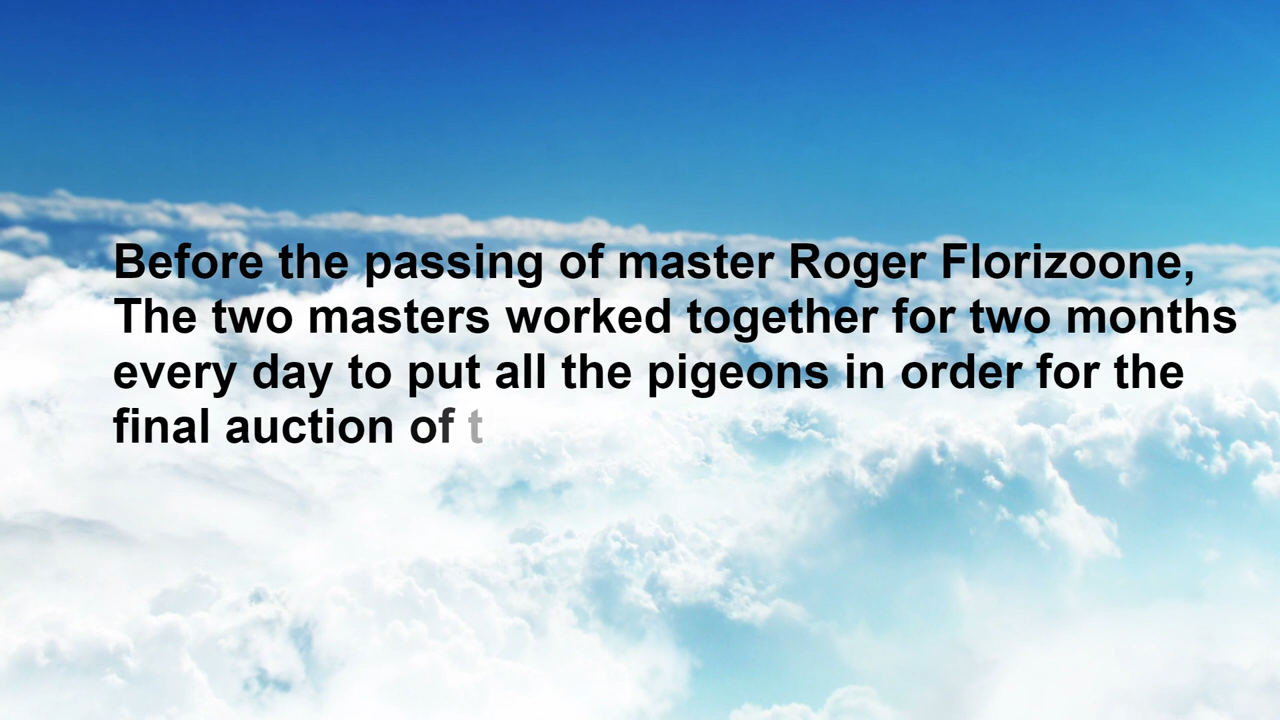 Before the passing of master Roger Florizoone,
The two masters worked together for two months
every day to put all the pigeons in order for the
final auction of t